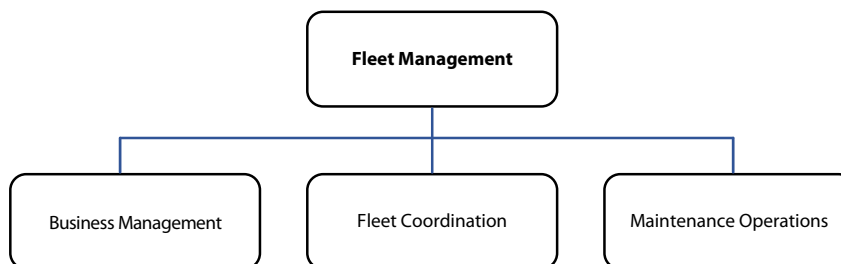 Fleet Management
Business Management
Fleet Coordination
Maintenance Operations